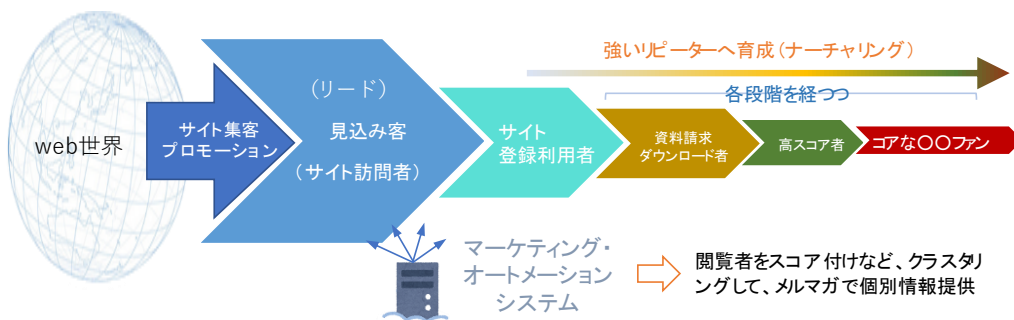 強いリピーターへ育成(ナーチャリング)
各段階を経つつ
web世界
サイト集客
プロモーション
(リード)
見込み客
(サイト訪問者)
サイト
登録利用者
資料請求
ダウンロード者
高スコア者
コアな〇〇ファン
マーケティング・
オートメーション
システム
閲覧者をスコア付けなど、クラスタリ
ングして、メルマガで個別情報提供